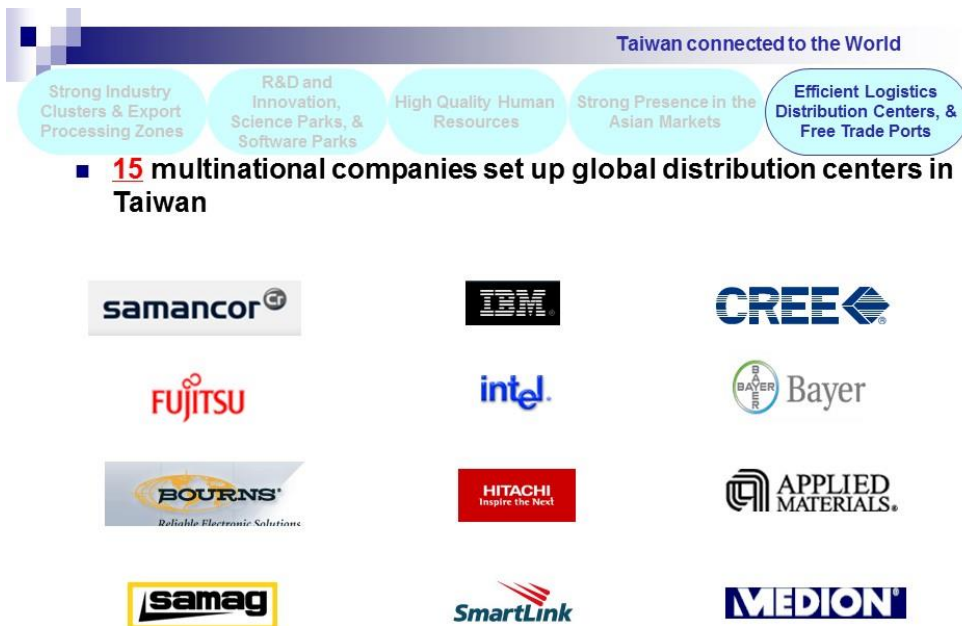 Taiwan connected to the World
Strong Industry
Clusters & Export
Processing Zones
R&D and
Innovation,
Science Parks, &
Software Parks
High Quality Human
Resources
Strong Presence in the
Asian Markets
Efficient Logistics
Distribution Centers, &
Free Trade Ports
15 multinational companies set up global distribution centers in
Taiwan
samancor Cr
IBM®
CREE®
FUJITSU
intel.
BAYER BAYER Bayer
BOURNS®
Reliable Electronic Solutions
HITACHI
Inspire the Next
APPLIED
MATERIALS®
samag
SmartLink
MEDION®